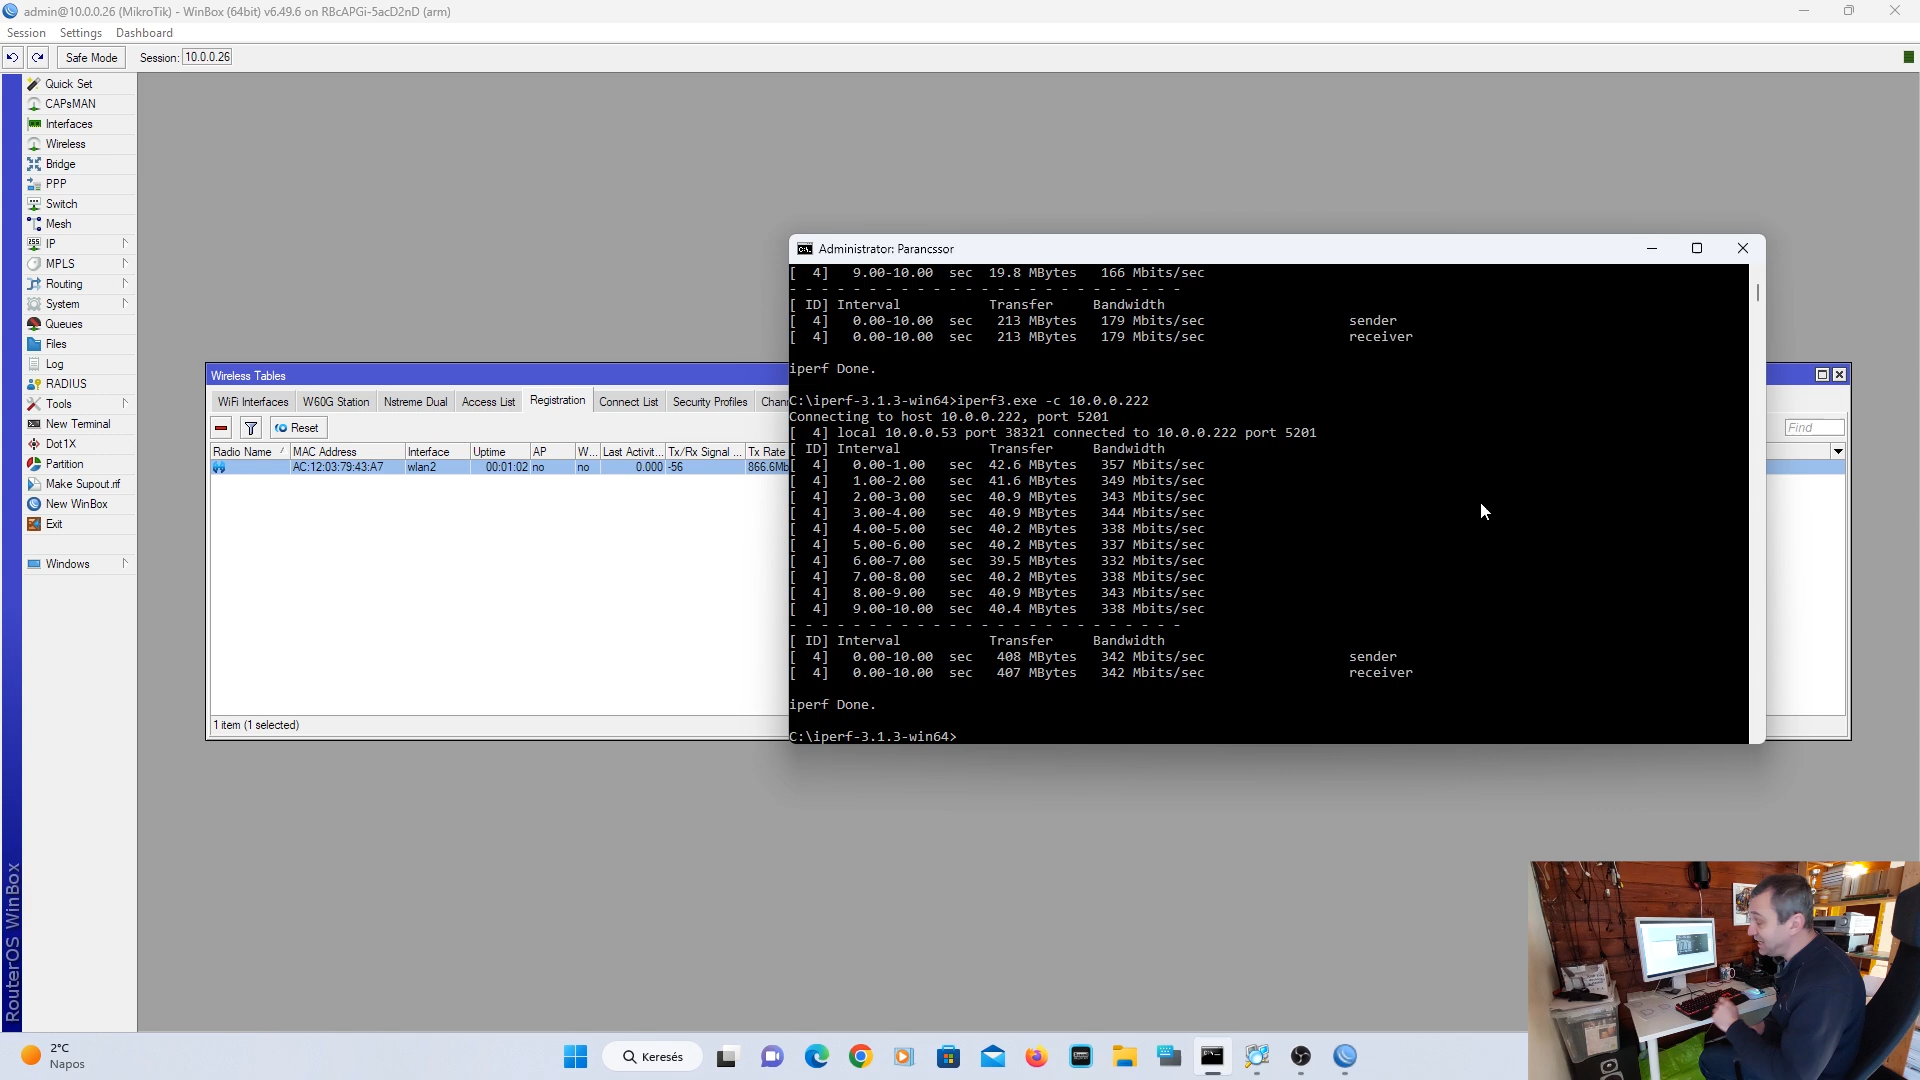 admin@10.0.0.26 (MikroTik) - WinBox (64bit) v6.49.6 on RBcAPGi-5acD2nD (arm)
Session Settings Dashboard
Safe Mode Session: 10.0.0.26
Quick Set
CAPsMAN
Interfaces
Wireless
Bridge
PPP
Switch
Mesh
IP
MPLS
Routing
System
Queues
Files
Log
RADIUS
Tools
New Terminal
Dot1X
Partition
Make Supout.rif
New WinBox
Exit
Windows
RouterOS WinBox
Wireless Tables
WiFi Interfaces W60G Station Nstreme Dual Access List Registration Connect List Security Profiles Chann
Reset
Find
Radio Name MAC Address Interface Uptime AP W... Last Activit... Tx/Rx Signal ... Tx Rate
AC:12:03:79:43:A7 wlan2 00:01:02 no no 0.000 -56 866.6Mb
1 item (1 selected)
Administrator: Parancssor
[ 4] 9.00-10.00 sec 19.8 MBytes 166 Mbits/sec
- - - - - - - - - - - - - - - - - - - - - - - - -
[ ID] Interval Transfer Bandwidth
[ 4] 0.00-10.00 sec 213 MBytes 179 Mbits/sec sender
[ 4] 0.00-10.00 sec 213 MBytes 179 Mbits/sec receiver
iperf Done.
C:\iperf-3.1.3-win64>iperf3.exe -c 10.0.0.222
Connecting to host 10.0.0.222, port 5201
[ 4] local 10.0.0.53 port 38321 connected to 10.0.0.222 port 5201
[ ID] Interval Transfer Bandwidth
[ 4] 0.00-1.00 sec 42.6 MBytes 357 Mbits/sec
[ 4] 1.00-2.00 sec 41.6 MBytes 349 Mbits/sec
[ 4] 2.00-3.00 sec 40.9 MBytes 343 Mbits/sec
[ 4] 3.00-4.00 sec 40.9 MBytes 344 Mbits/sec
[ 4] 4.00-5.00 sec 40.2 MBytes 338 Mbits/sec
[ 4] 5.00-6.00 sec 40.2 MBytes 337 Mbits/sec
[ 4] 6.00-7.00 sec 39.5 MBytes 332 Mbits/sec
[ 4] 7.00-8.00 sec 40.2 MBytes 338 Mbits/sec
[ 4] 8.00-9.00 sec 40.9 MBytes 343 Mbits/sec
[ 4] 9.00-10.00 sec 40.4 MBytes 338 Mbits/sec
- - - - - - - - - - - - - - - - - - - - - - - - -
[ ID] Interval Transfer Bandwidth
[ 4] 0.00-10.00 sec 408 MBytes 342 Mbits/sec sender
[ 4] 0.00-10.00 sec 407 MBytes 342 Mbits/sec receiver
iperf Done.
C:\iperf-3.1.3-win64>
2°C
Napos
Keresés